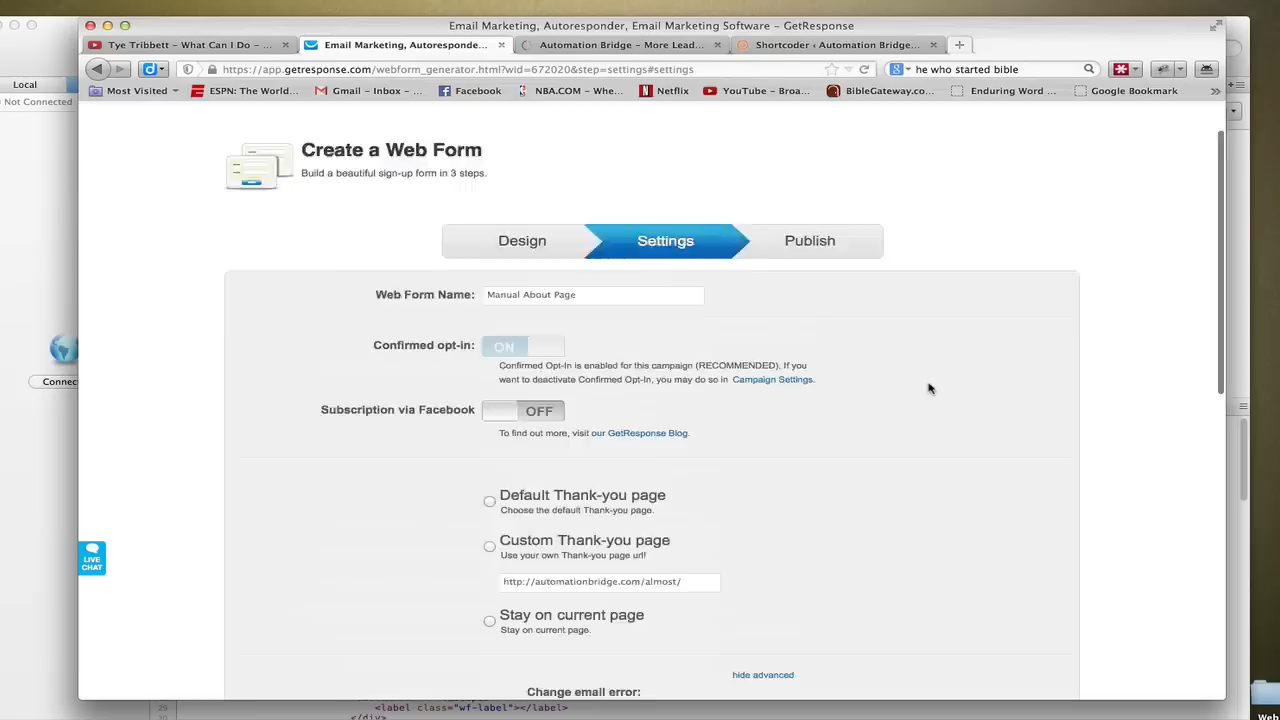 Email Marketing, Autoresponder, Email Marketing Software – GetResponse
Tye Tribbett – What Can I Do – ...
Email Marketing, Autoresponde...
Automation Bridge – More Lead...
Shortcoder ‹ Automation Bridge...
https://app.getresponse.com/webform_generator.html?wid=672020&step=settings#settings
he who started bible
Most Visited
ESPN: The World...
Gmail – Inbox – ...
Facebook
NBA.COM – Whe...
Netflix
YouTube – Broa...
BibleGateway.co...
Enduring Word ...
Google Bookmark
Local
Not Connected
Connec
Create a Web Form
Build a beautiful sign-up form in 3 steps.
Design
Settings
Publish
Web Form Name:
Manual About Page
Confirmed opt-in:
ON
Confirmed Opt-In is enabled for this campaign (RECOMMENDED). If you
want to deactivate Confirmed Opt-In, you may do so in Campaign Settings.
Subscription via Facebook
OFF
To find out more, visit our GetResponse Blog.
Default Thank-you page
Choose the default Thank-you page.
Custom Thank-you page
Use your own Thank-you page url!
http://automationbridge.com/almost/
Stay on current page
Stay on current page.
hide advanced
Change email error:
LIVE
CHAT
<label class="wf-label"></label>
</div>
Web